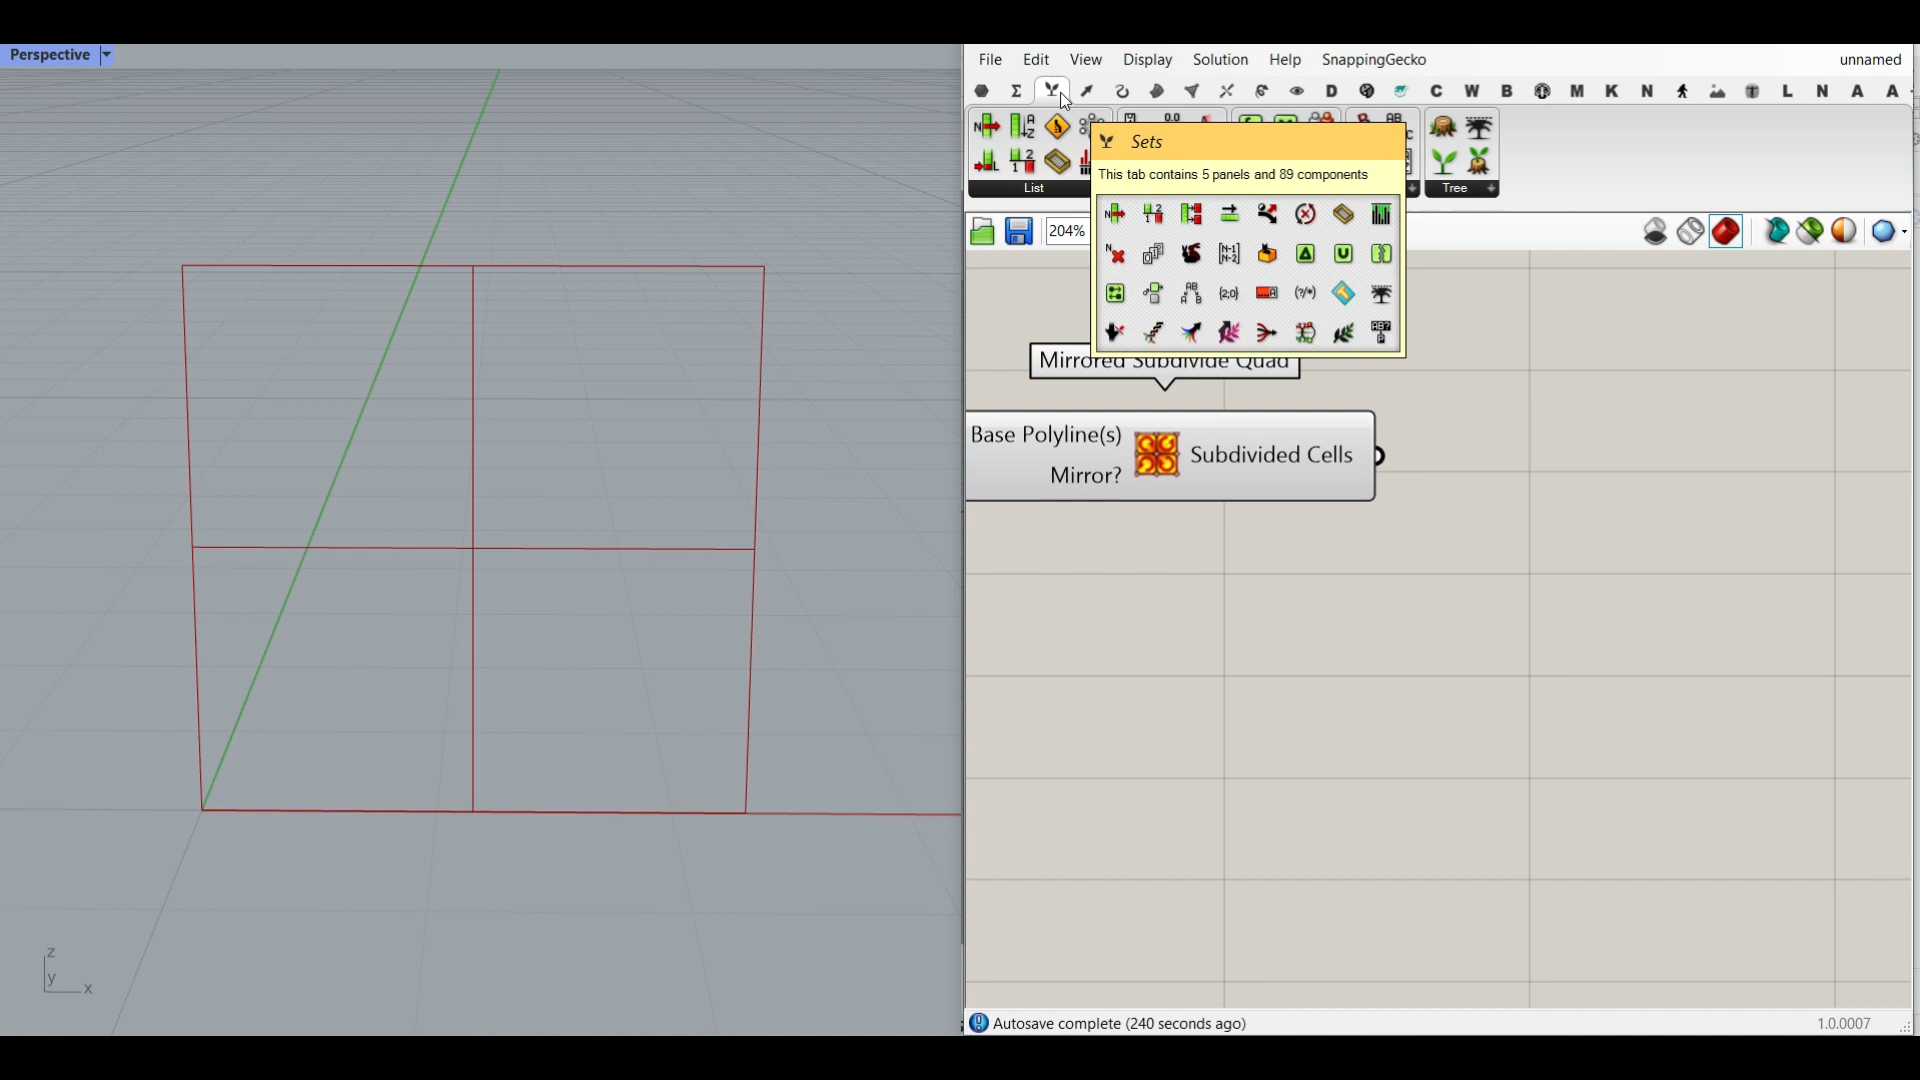 Perspective
File Edit View Display Solution Help SnappingGecko unnamed
D C W B M K N L N A A
Sets
This tab contains 5 panels and 89 components
List
Tree
204%
Mirrored Subdivide Quad
Base Polyline(s)
Mirror?
Subdivided Cells
z
y
x
Autosave complete (240 seconds ago)
1.0.0007